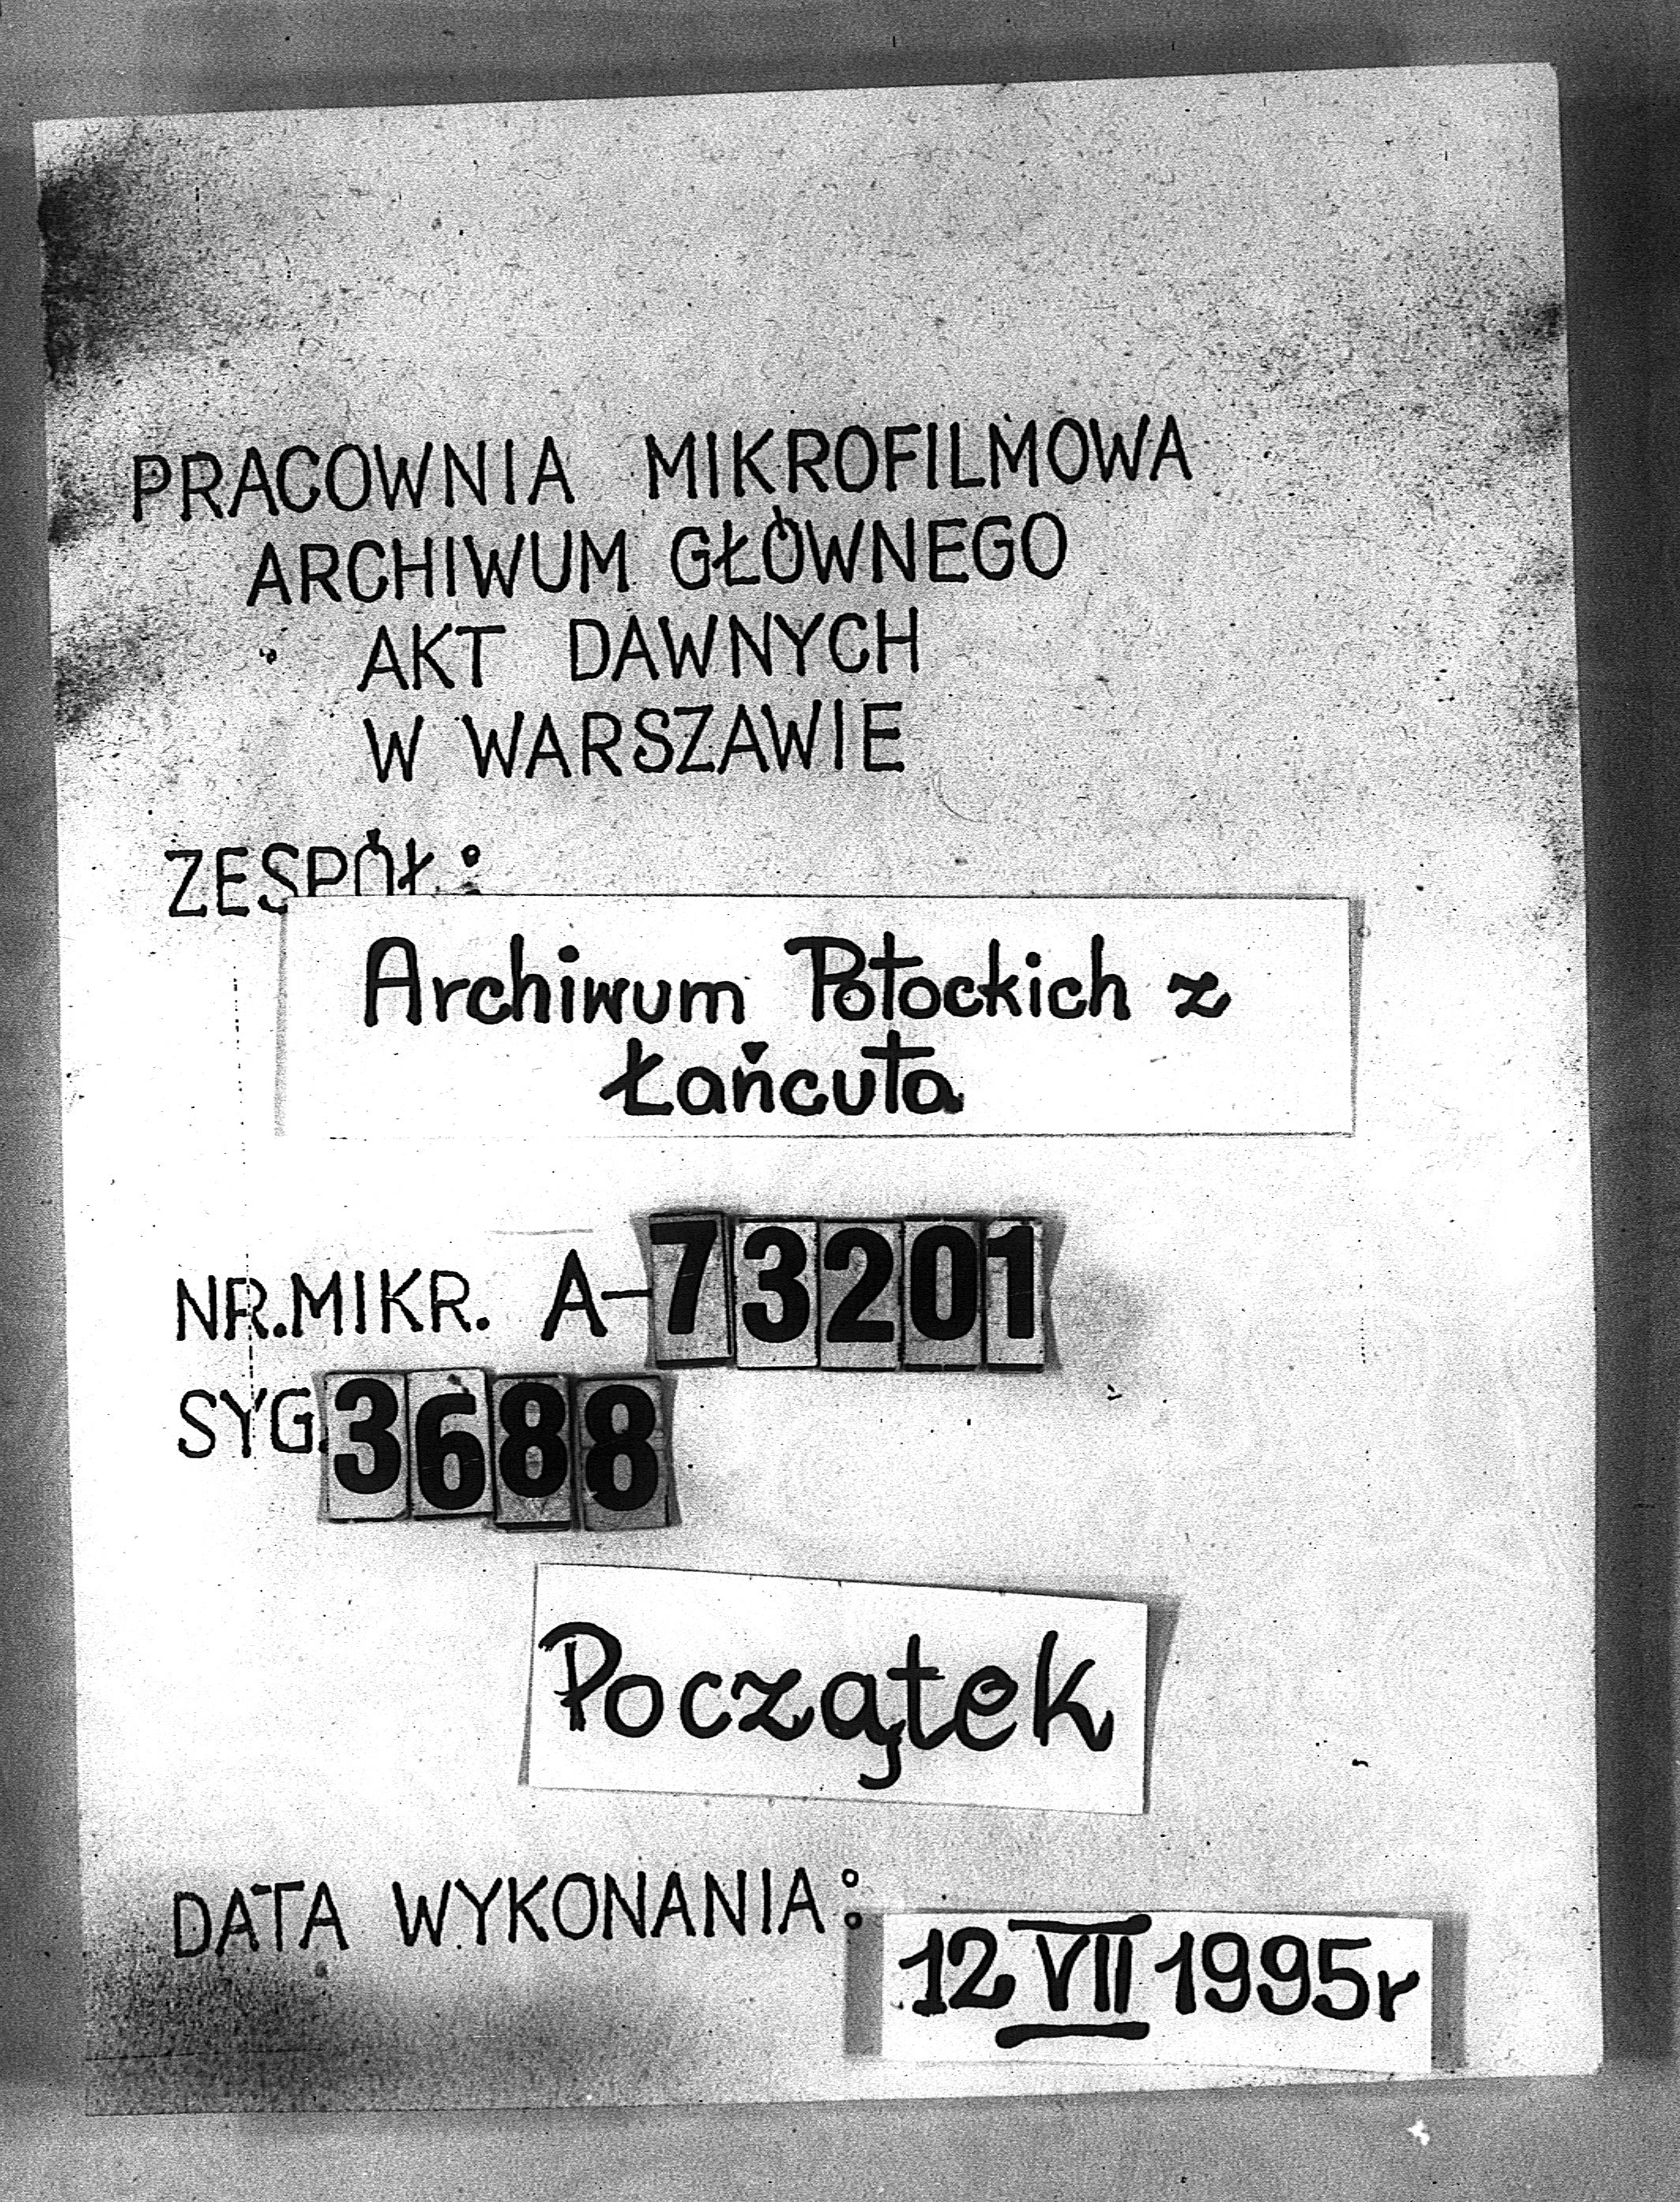 PRACOWNIA MIKROFILMOWA
ARCHIWUM GŁÓWNEGO
AKT DAWNYCH
W WARSZAWIE
ZESPÓŁ:
Archiwum Potockich z
Łańcuta
NR.MIKR. A-73201
SYG.3688
Początek
DATA WYKONANIA:
12 VII 1995r